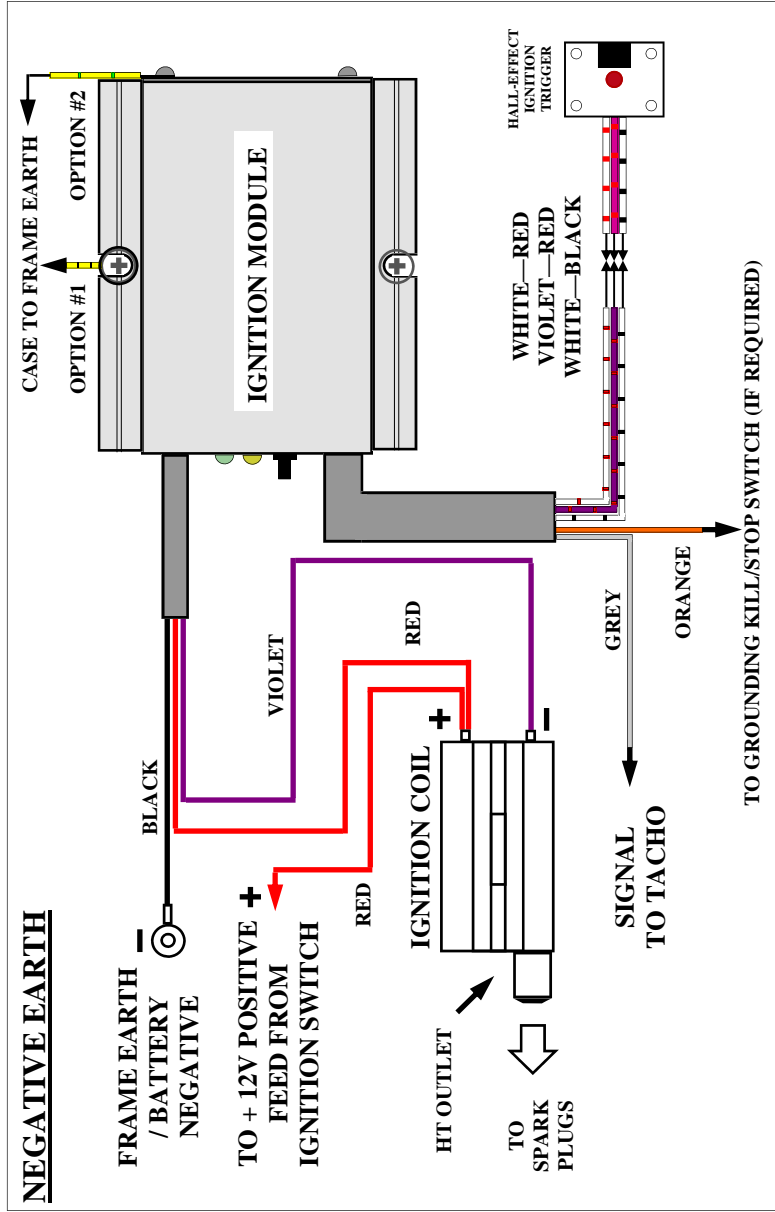 NEGATIVE EARTH
FRAME EARTH
/ BATTERY
NEGATIVE
−
BLACK
TO + 12V POSITIVE
FEED FROM
IGNITION SWITCH
+
RED
VIOLET
RED
IGNITION COIL
+
−
HT OUTLET
TO
SPARK
PLUGS
SIGNAL
TO TACHO
GREY
ORANGE
TO GROUNDING KILL/STOP SWITCH (IF REQUIRED)
CASE TO FRAME EARTH
OPTION #1
OPTION #2
IGNITION MODULE
WHITE—RED
VIOLET—RED
WHITE—BLACK
HALL-EFFECT
IGNITION
TRIGGER